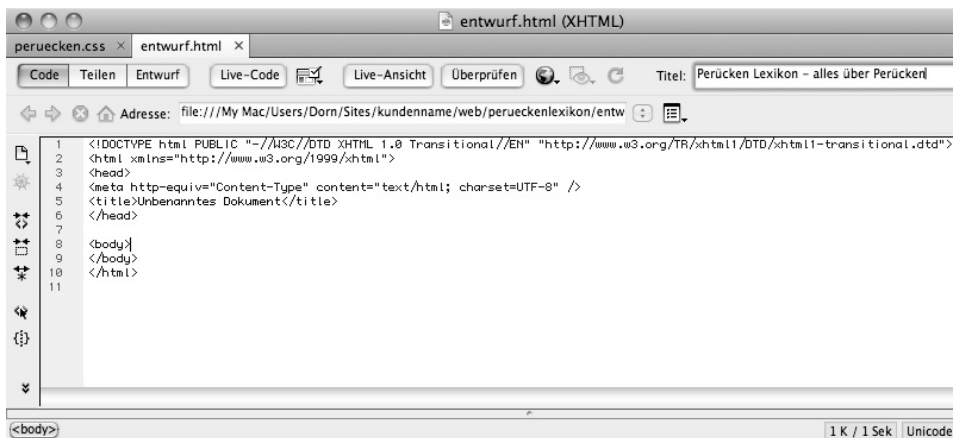 entwurf.html (XHTML)
peruecken.css × entwurf.html ×
Code Teilen Entwurf Live-Code Live-Ansicht Überprüfen Titel: Perücken Lexikon - alles über Perücken
Adresse: file:///My Mac/Users/Dorn/Sites/kundenname/web/perueckenlexikon/entw
1 <!DOCTYPE html PUBLIC "-//W3C//DTD XHTML 1.0 Transitional//EN" "http://www.w3.org/TR/xhtml1/DTD/xhtml1-transitional.dtd">
2 <html xmlns="http://www.w3.org/1999/xhtml">
3 <head>
4 <meta http-equiv="Content-Type" content="text/html; charset=UTF-8" />
5 <title>Unbenanntes Dokument</title>
6 </head>
7
8 <body>
9 </body>
10 </html>
11
<body> 1 K / 1 Sek Unicode